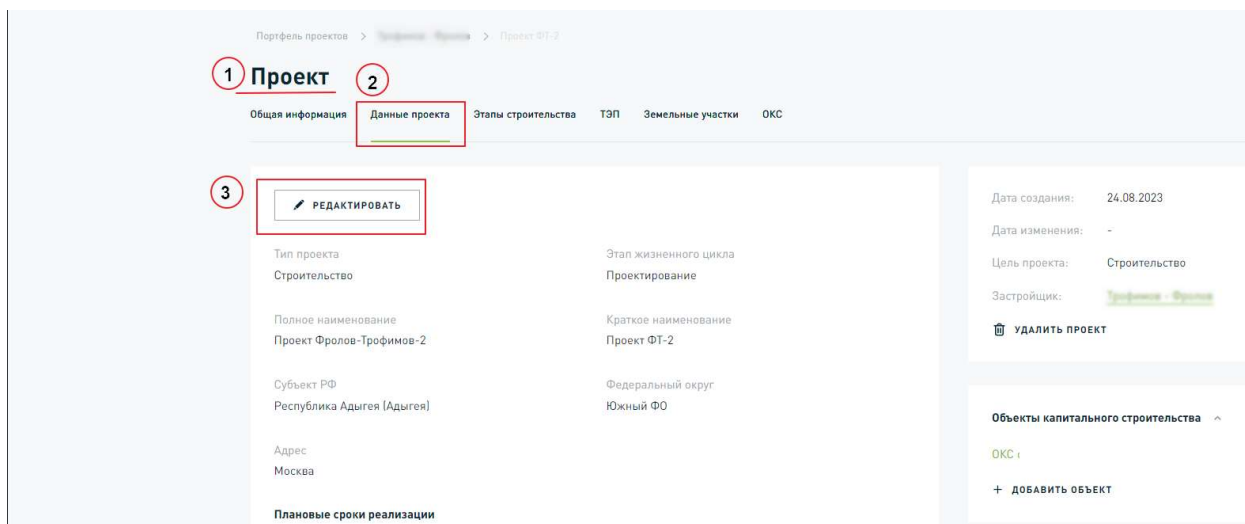 Портфель проектов > > Проект ФТ-2
1 Проект 2
Общая информация Данные проекта Этапы строительства ТЭП Земельные участки ОКС
3 РЕДАКТИРОВАТЬ
Тип проекта Этап жизненного цикла
Строительство Проектирование
Полное наименование Краткое наименование
Проект Фролов-Трофимов-2 Проект ФТ-2
Субъект РФ Федеральный округ
Республика Адыгея (Адыгея) Южный ФО
Адрес
Москва
Плановые сроки реализации
Дата создания: 24.08.2023
Дата изменения: -
Цель проекта: Строительство
Застройщик:
УДАЛИТЬ ПРОЕКТ
Объекты капитального строительства
ОКС
+ ДОБАВИТЬ ОБЪЕКТ